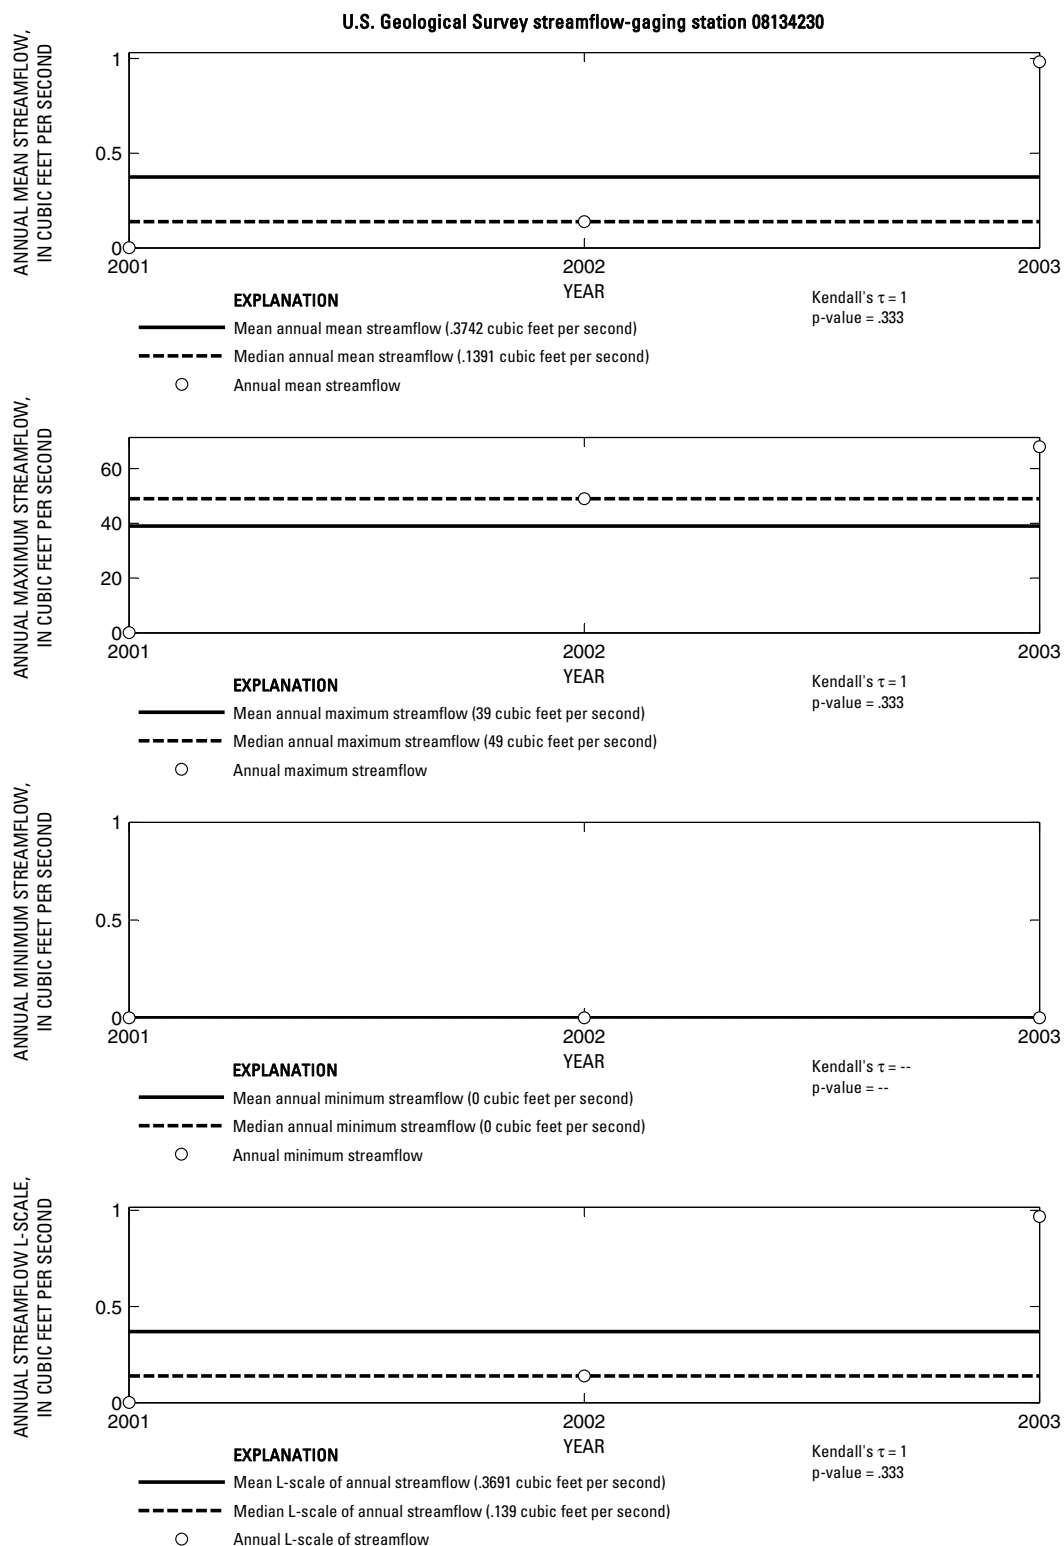 U.S. Geological Survey streamflow-gaging station 08134230
ANNUAL MEAN STREAMFLOW,
IN CUBIC FEET PER SECOND
1
0.5
0
2001
2002
2003
YEAR
EXPLANATION
Mean annual mean streamflow (.3742 cubic feet per second)
Median annual mean streamflow (.1391 cubic feet per second)
Annual mean streamflow
Kendall's τ = 1
p-value = .333
ANNUAL MAXIMUM STREAMFLOW,
IN CUBIC FEET PER SECOND
60
40
20
0
2001
2002
2003
YEAR
EXPLANATION
Mean annual maximum streamflow (39 cubic feet per second)
Median annual maximum streamflow (49 cubic feet per second)
Annual maximum streamflow
Kendall's τ = 1
p-value = .333
ANNUAL MINIMUM STREAMFLOW,
IN CUBIC FEET PER SECOND
1
0.5
0
2001
2002
2003
YEAR
EXPLANATION
Mean annual minimum streamflow (0 cubic feet per second)
Median annual minimum streamflow (0 cubic feet per second)
Annual minimum streamflow
Kendall's τ = --
p-value = --
ANNUAL STREAMFLOW L-SCALE,
IN CUBIC FEET PER SECOND
1
0.5
0
2001
2002
2003
YEAR
EXPLANATION
Mean L-scale of annual streamflow (.3691 cubic feet per second)
Median L-scale of annual streamflow (.139 cubic feet per second)
Annual L-scale of streamflow
Kendall's τ = 1
p-value = .333